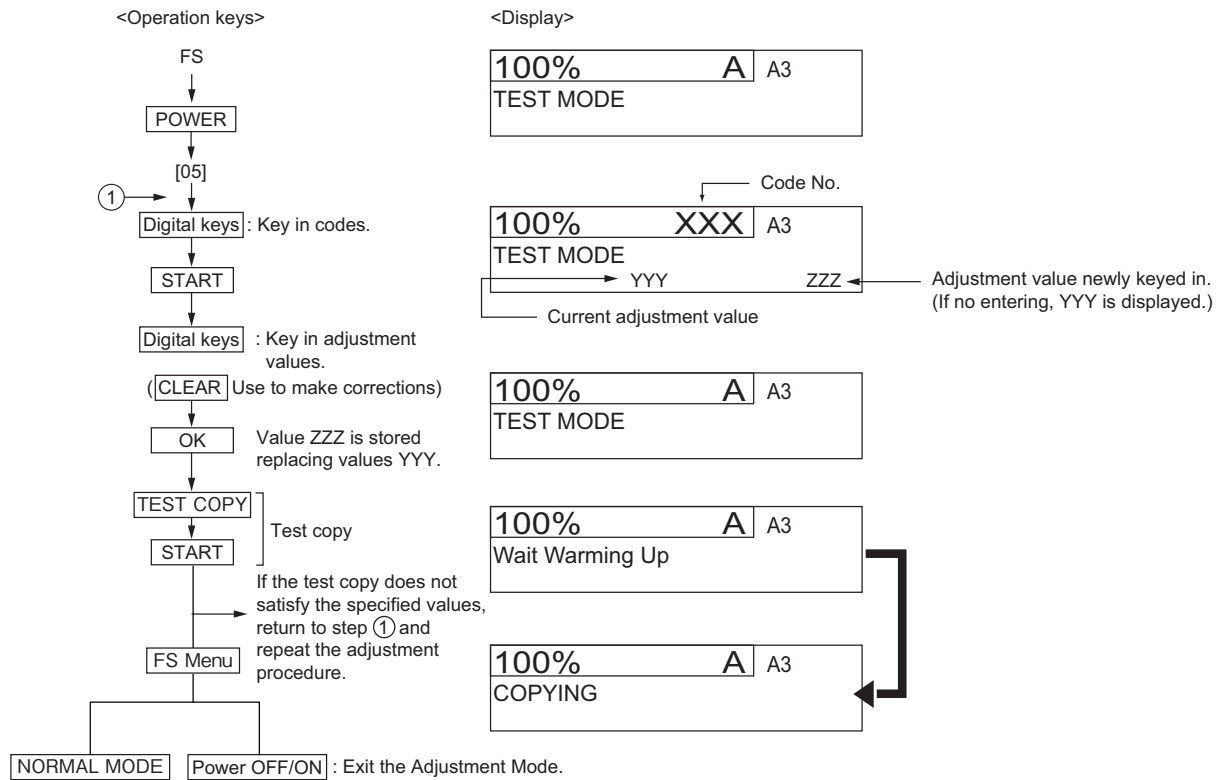 <Operation keys>
<Display>
FS
POWER
[05]
1
Digital keys : Key in codes.
START
Digital keys : Key in adjustment
values.
(CLEAR Use to make corrections)
OK
Value ZZZ is stored
replacing values YYY.
TEST COPY
START
Test copy
If the test copy does not
satisfy the specified values,
return to step 1 and
repeat the adjustment
procedure.
FS Menu
NORMAL MODE
Power OFF/ON : Exit the Adjustment Mode.
100% A A3
TEST MODE
Code No.
100% XXX A3
TEST MODE
YYY ZZZ
Current adjustment value
Adjustment value newly keyed in.
(If no entering, YYY is displayed.)
100% A A3
TEST MODE
100% A A3
Wait Warming Up
100% A A3
COPYING